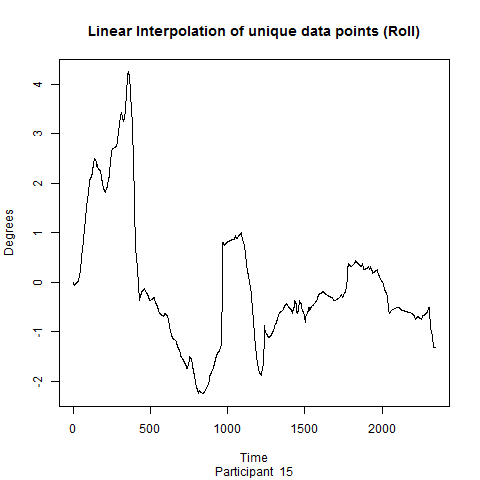 Linear Interpolation of unique data points (Roll)
4
3
2
1
0
-1
-2
Degrees
0 500 1000 1500 2000
Time
Participant 15